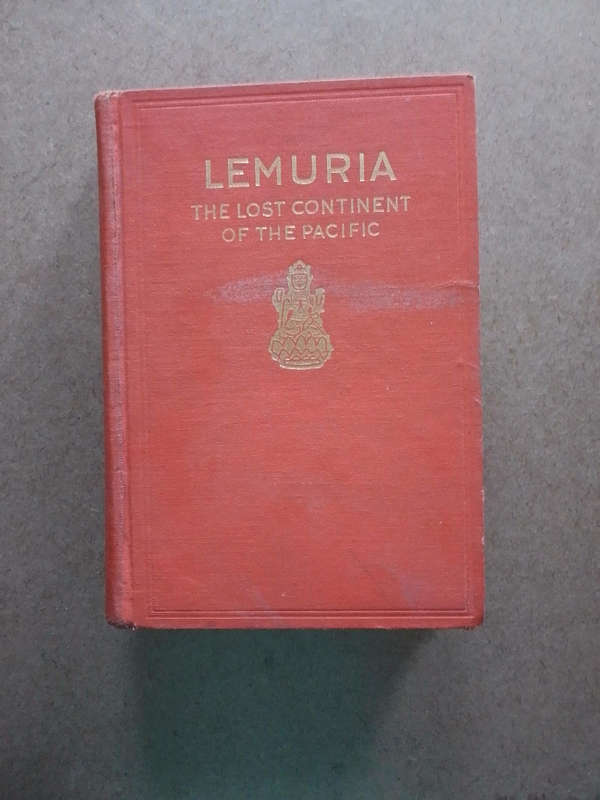 LEMURIA
THE LOST CONTINENT
OF THE PACIFIC